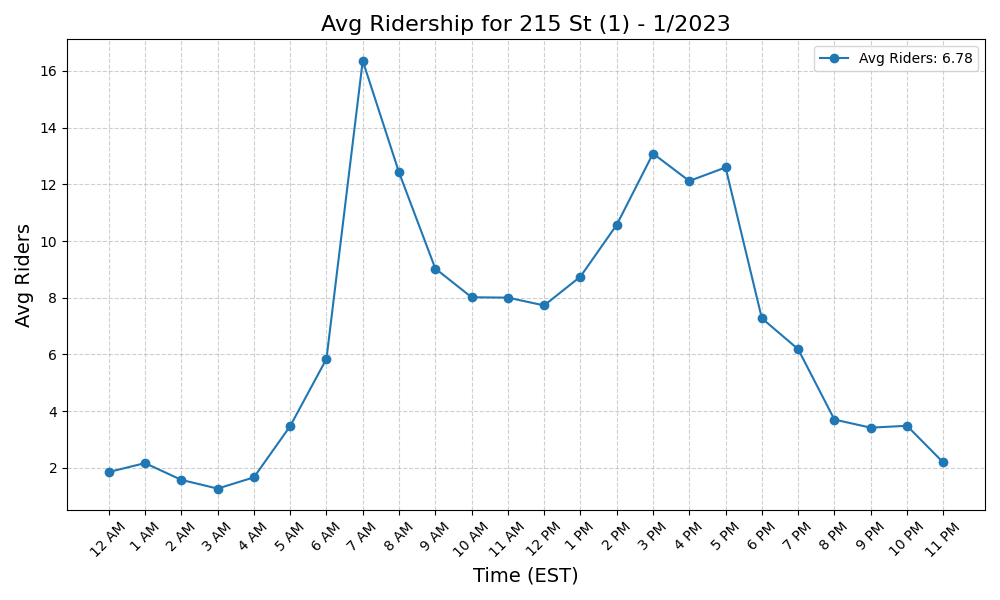 Avg Ridership for 215 St (1) - 1/2023
Avg Riders: 6.78
Avg Riders
16
14
12
10
8
6
4
2
12 AM
1 AM
2 AM
3 AM
4 AM
5 AM
6 AM
7 AM
8 AM
9 AM
10 AM
11 AM
12 PM
1 PM
2 PM
3 PM
4 PM
5 PM
6 PM
7 PM
8 PM
9 PM
10 PM
11 PM
Time (EST)